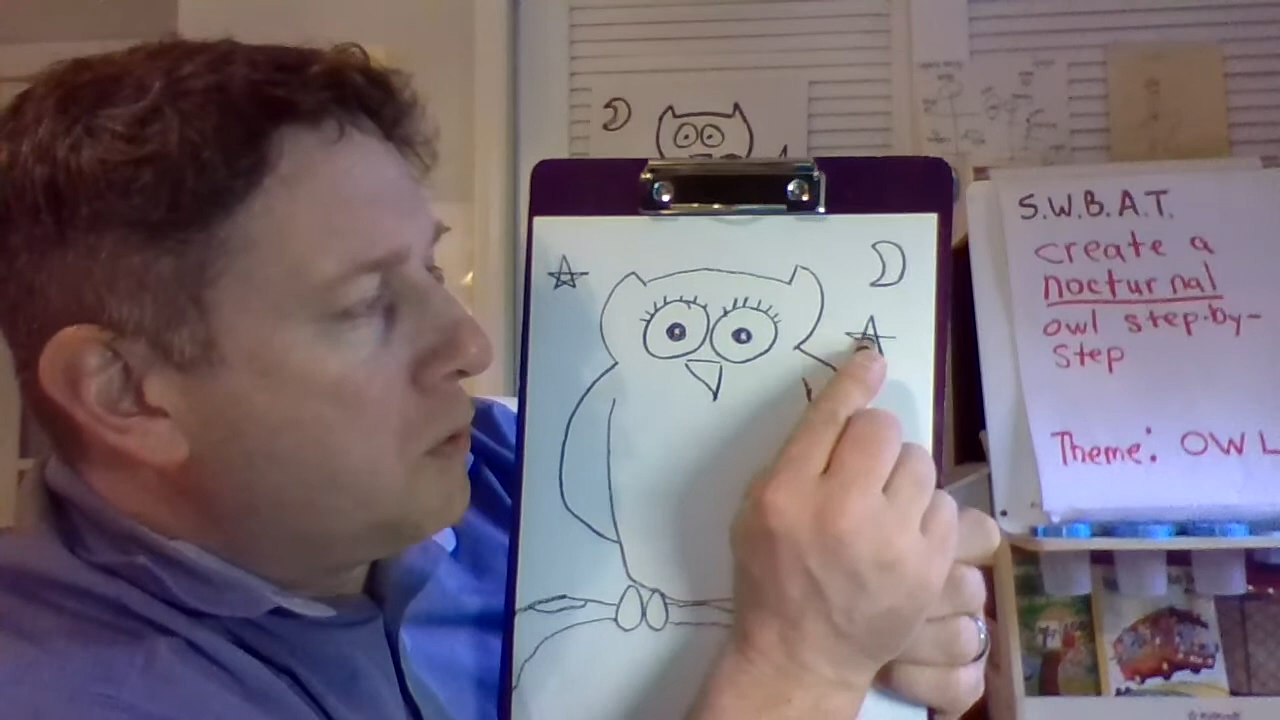 S.W.B.A.T.
create a
nocturnal
owl step-by-
step
Theme: OWL